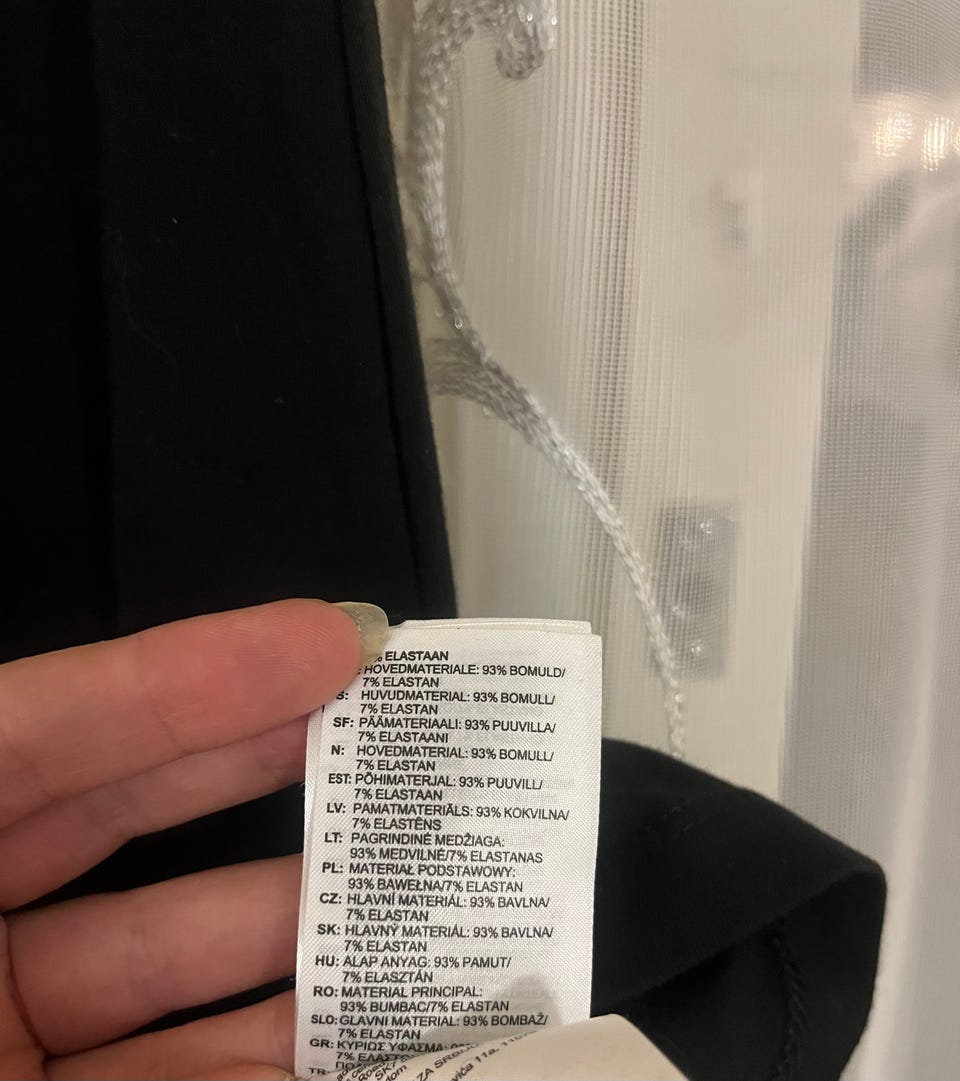 % ELASTAAN
HOVEDMATERIALE: 93% BOMULD/
7% ELASTAN
S: HUVUDMATERIAL: 93% BOMULL/
7% ELASTAN
SF: PÄÄMATERIAALI: 93% PUUVILLA/
7% ELASTAANI
N: HOVEDMATERIAL: 93% BOMULL/
7% ELASTAN
EST: PÕHIMATERJAL: 93% PUUVILL/
7% ELASTAAN
LV: PAMATMATERIĀLS: 93% KOKVILNA/
7% ELASTĒNS
LT: PAGRINDINĖ MEDŽIAGA:
93% MEDVILNĖ/7% ELASTANAS
PL: MATERIAŁ PODSTAWOWY:
93% BAWEŁNA/7% ELASTAN
CZ: HLAVNÍ MATERIÁL: 93% BAVLNA/
7% ELASTAN
SK: HLAVNÝ MATERIÁL: 93% BAVLNA/
7% ELASTAN
HU: ALAP ANYAG: 93% PAMUT/
7% ELASZTÁN
RO: MATERIAL PRINCIPAL:
93% BUMBAC/7% ELASTAN
SLO: GLAVNI MATERIAL: 93% BOMBAŽ/
7% ELASTAN
GR: ΚΥΡΙΩΣ ΥΦΑΣΜΑ:
7%
TR:
ZA
11a,